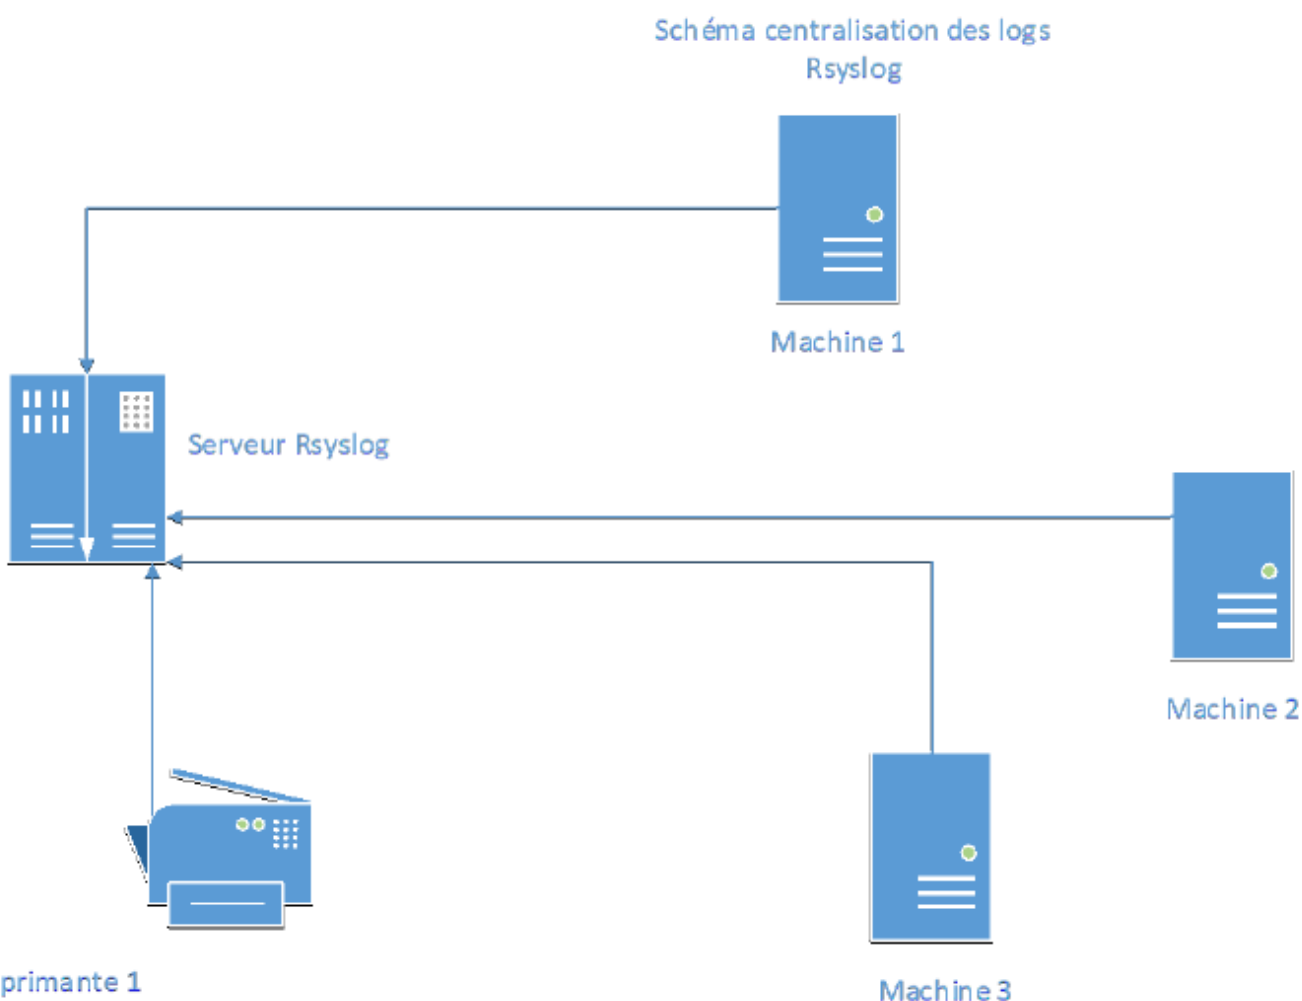 Schéma centralisation des logs
Rsyslog
Machine 1
Serveur Rsyslog
Machine 2
primante 1
Machine 3